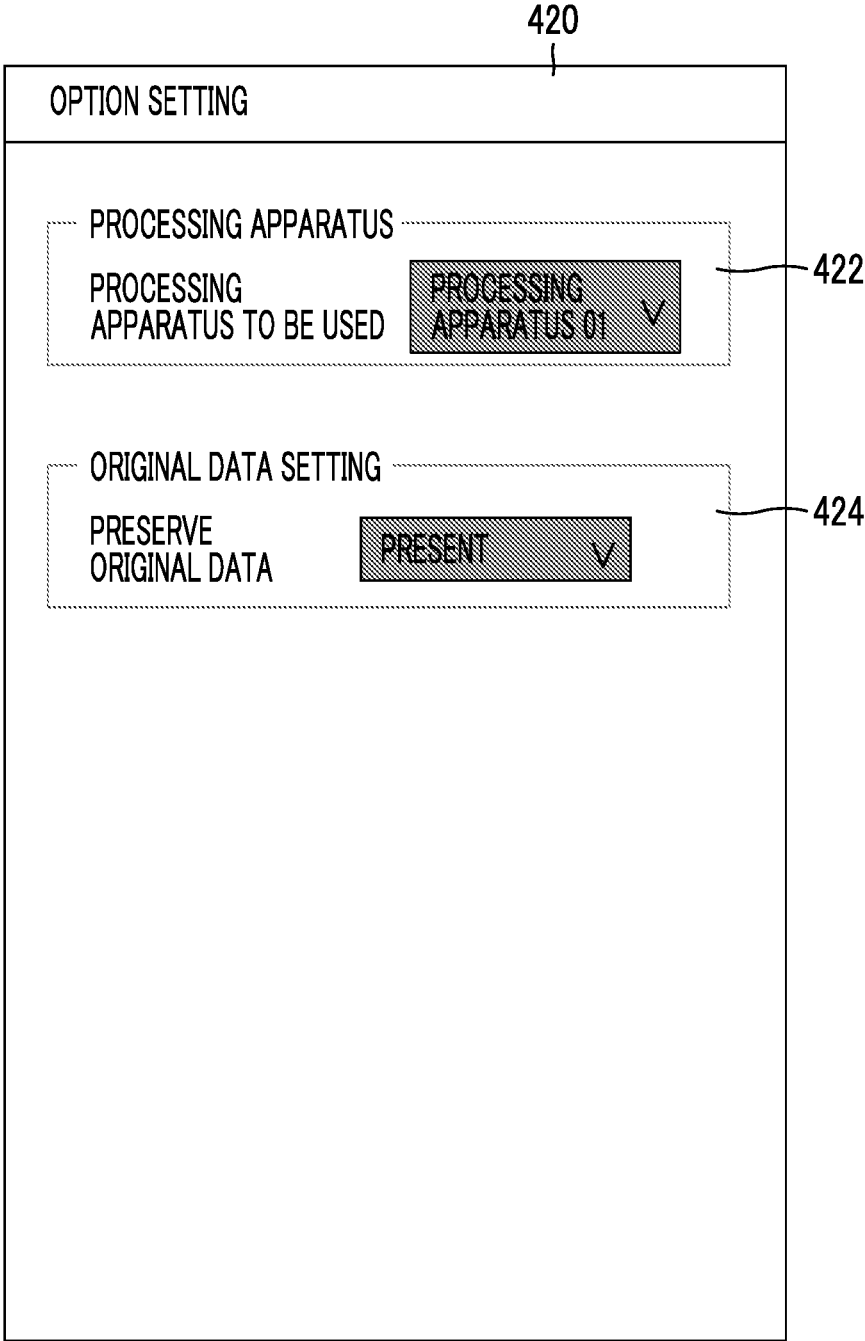 420
OPTION SETTING
PROCESSING APPARATUS
PROCESSING
APPARATUS TO BE USED
PROCESSING
APPARATUS 01
V
422
ORIGINAL DATA SETTING
PRESERVE
ORIGINAL DATA
PRESENT V
424